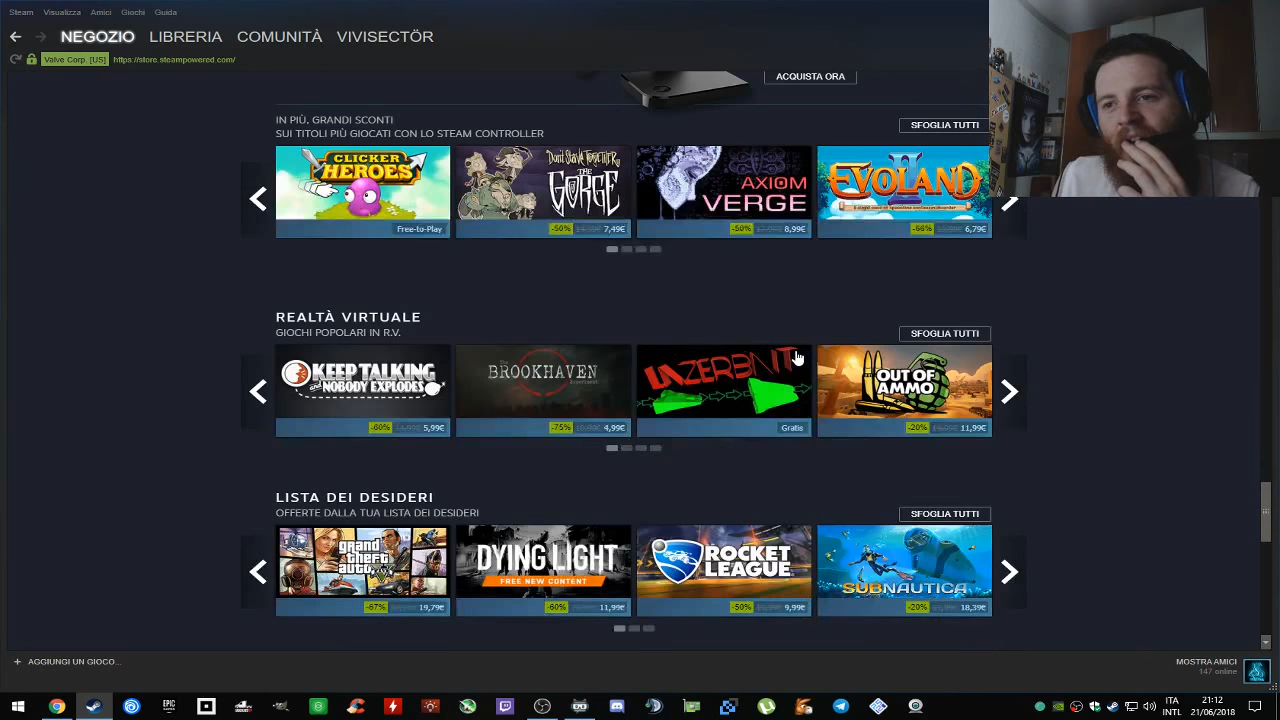 Steam Visualizza Amici Giochi Guida
NEGOZIO LIBRERIA COMUNITÀ VIVISECTÖR
Valve Corp. [US] https://store.steampowered.com/
ACQUISTA ORA
IN PIÙ, GRANDI SCONTI
SUI TITOLI PIÙ GIOCATI CON LO STEAM CONTROLLER
SFOGLIA TUTTI
CLICKER HEROES
Don't Starve Together
THE GORGE
AXIOM VERGE
EVOLAND II
Free-to-Play
-50% 7,49€
-50% 8,99€
-66% 6,79€
REALTÀ VIRTUALE
GIOCHI POPOLARI IN R.V.
SFOGLIA TUTTI
KEEP TALKING
and NOBODY EXPLODES
The
BROOKHAVEN
Experiment
LAZERBAIT
OUT OF
AMMO
-60% 5,99€
-75% 4,99€
Gratis
-20% 11,99€
LISTA DEI DESIDERI
OFFERTE DALLA TUA LISTA DEI DESIDERI
SFOGLIA TUTTI
grand
theft
auto
V
DYING LIGHT
FREE NEW CONTENT
ROCKET
LEAGUE
SUBNAUTICA
-67% 19,79€
-60% 11,99€
-50% 9,99€
-20% 18,39€
+ AGGIUNGI UN GIOCO...
MOSTRA AMICI
147 online
EPIC
GAMES
ITA
INTL
21:12
21/06/2018